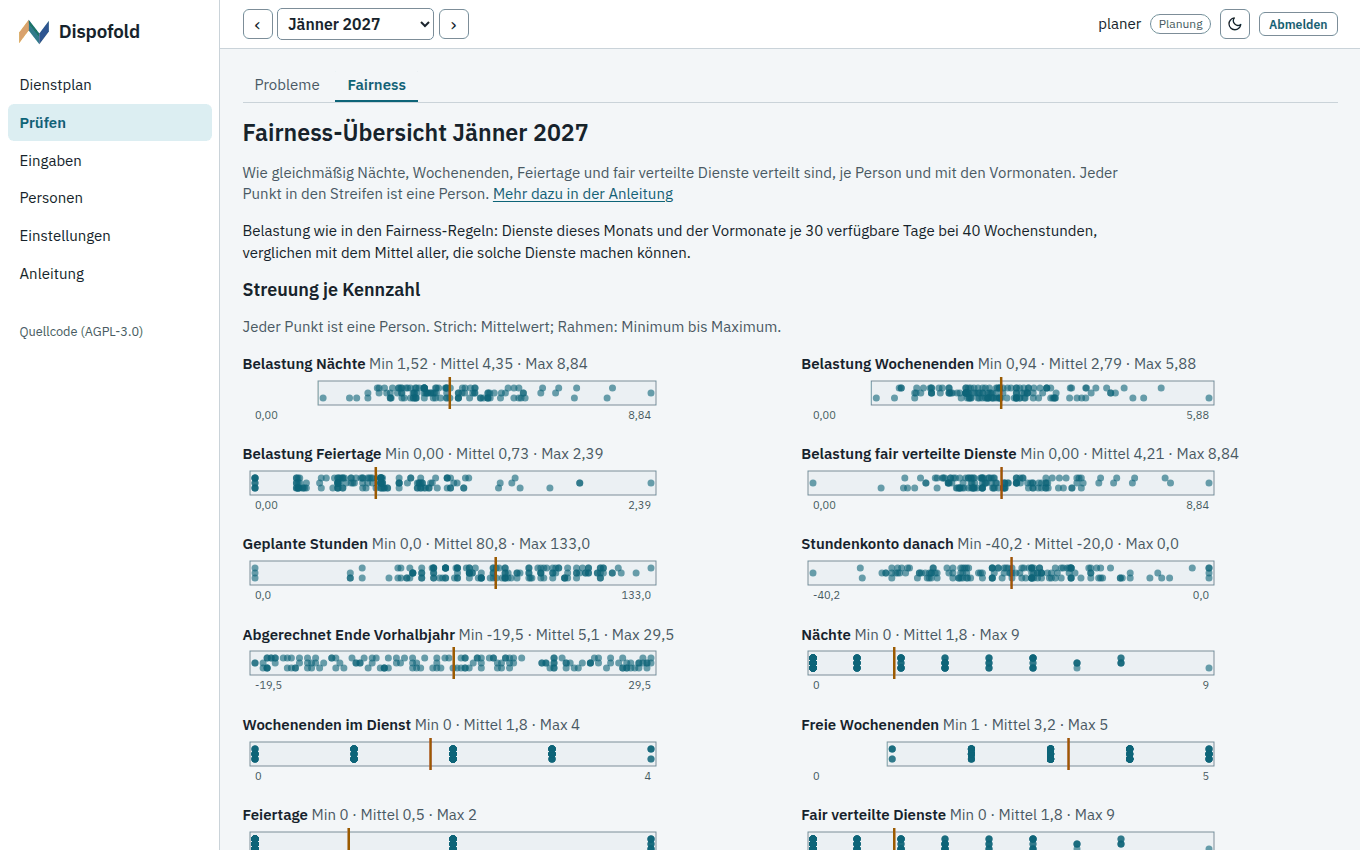 Dispofold
Dienstplan
Prüfen
Eingaben
Personen
Einstellungen
Anleitung
Quellcode (AGPL-3.0)
‹ Jänner 2027 ›
planer Planung Abmelden
Probleme Fairness
Fairness-Übersicht Jänner 2027
Wie gleichmäßig Nächte, Wochenenden, Feiertage und fair verteilte Dienste verteilt sind, je Person und mit den Vormonaten. Jeder
Punkt in den Streifen ist eine Person. Mehr dazu in der Anleitung
Belastung wie in den Fairness-Regeln: Dienste dieses Monats und der Vormonate je 30 verfügbare Tage bei 40 Wochenstunden,
verglichen mit dem Mittel aller, die solche Dienste machen können.
Streuung je Kennzahl
Jeder Punkt ist eine Person. Strich: Mittelwert; Rahmen: Minimum bis Maximum.
Belastung Nächte Min 1,52 · Mittel 4,35 · Max 8,84
0,00 8,84
Belastung Wochenenden Min 0,94 · Mittel 2,79 · Max 5,88
0,00 5,88
Belastung Feiertage Min 0,00 · Mittel 0,73 · Max 2,39
0,00 2,39
Belastung fair verteilte Dienste Min 0,00 · Mittel 4,21 · Max 8,84
0,00 8,84
Geplante Stunden Min 0,0 · Mittel 80,8 · Max 133,0
0,0 133,0
Stundenkonto danach Min -40,2 · Mittel -20,0 · Max 0,0
-40,2 0,0
Abgerechnet Ende Vorhalbjahr Min -19,5 · Mittel 5,1 · Max 29,5
-19,5 29,5
Nächte Min 0 · Mittel 1,8 · Max 9
0 9
Wochenenden im Dienst Min 0 · Mittel 1,8 · Max 4
0 4
Freie Wochenenden Min 1 · Mittel 3,2 · Max 5
0 5
Feiertage Min 0 · Mittel 0,5 · Max 2
Fair verteilte Dienste Min 0 · Mittel 1,8 · Max 9